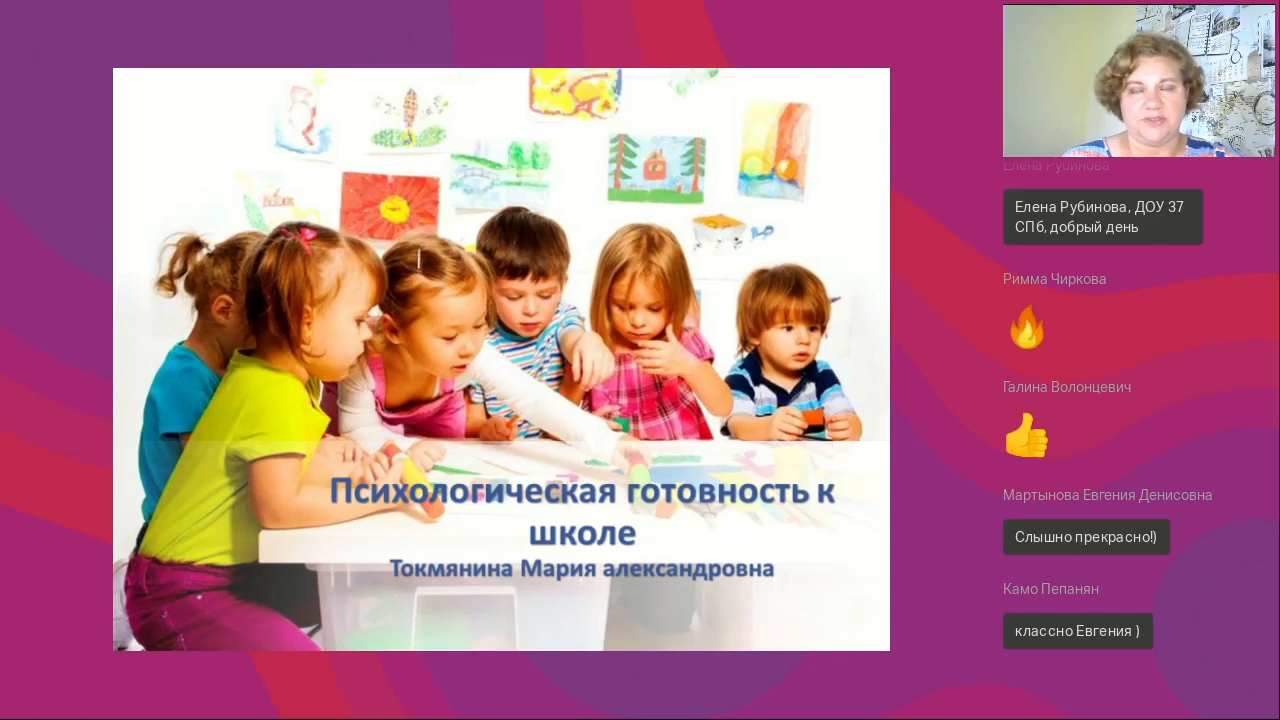 Психологическая готовность к
школе
Токмянина Мария александровна
Елена Рубинова
Елена Рубинова, ДОУ 37
СПб, добрый день
Римма Чиркова
Галина Волонцевич
Мартынова Евгения Денисовна
Слышно прекрасно!)
Камо Пепанян
классно Евгения )